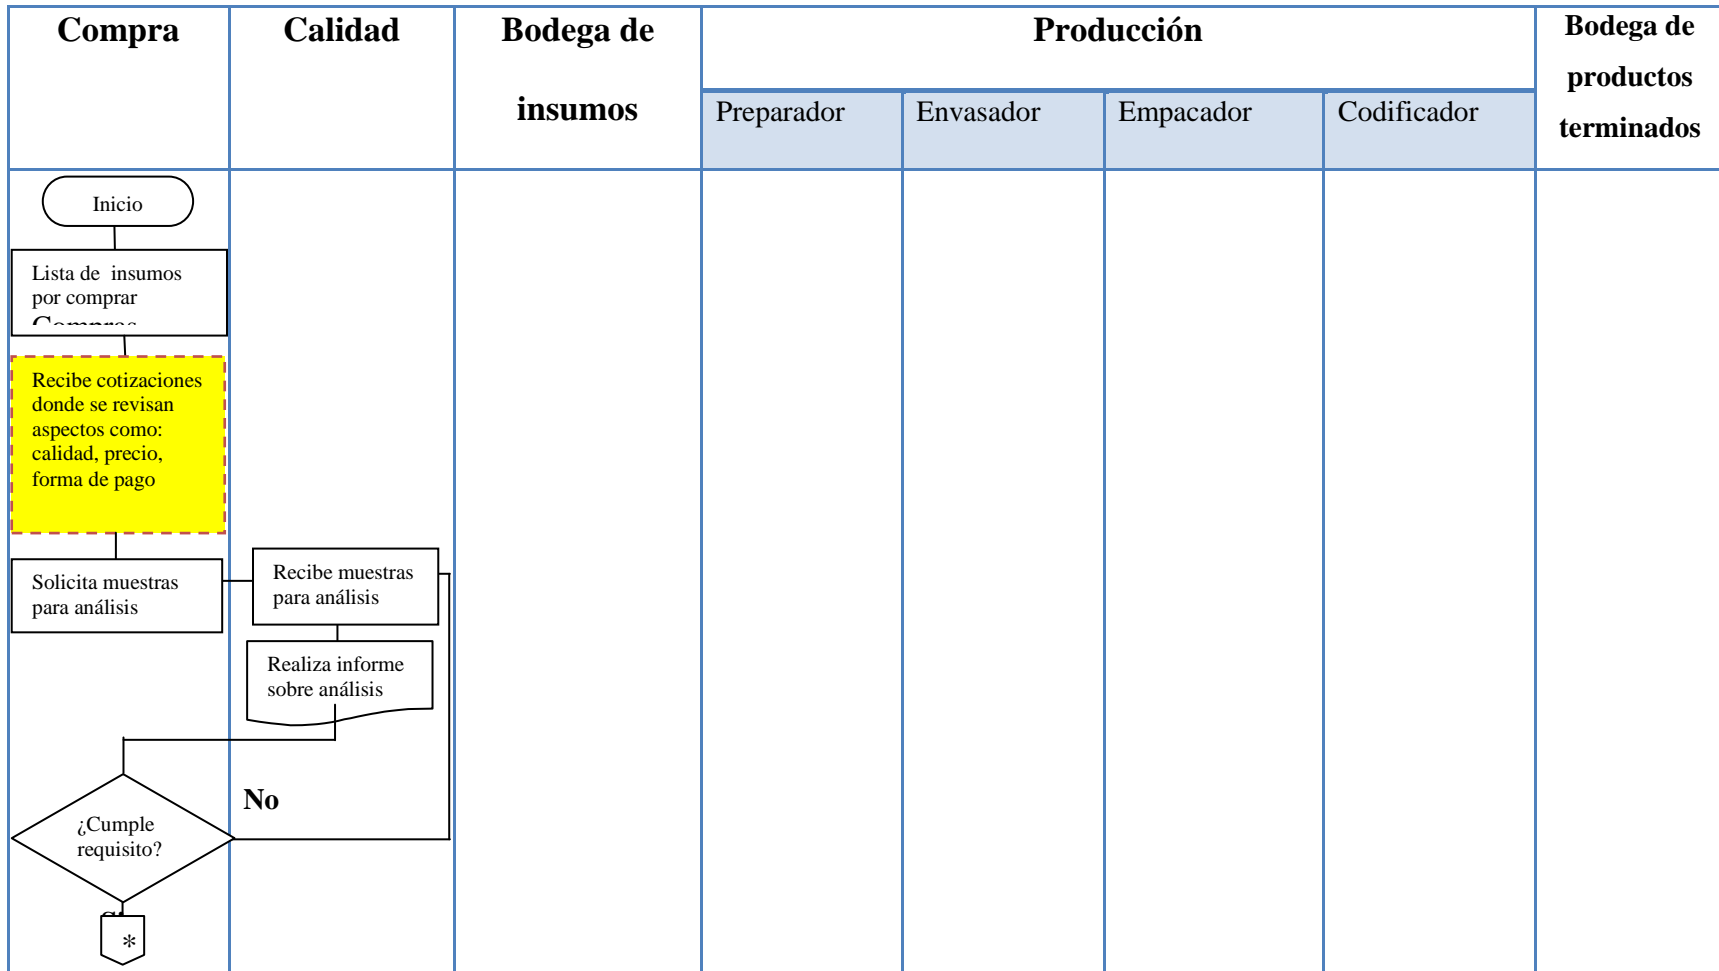 Compra
Calidad
Bodega de
insumos
Producción
Bodega de
productos
terminados
Preparador
Envasador
Empacador
Codificador
Inicio
Lista de insumos
por comprar
Compras
Recibe cotizaciones
donde se revisan
aspectos como:
calidad, precio,
forma de pago
Solicita muestras
para análisis
Recibe muestras
para análisis
Realiza informe
sobre análisis
No
¿Cumple
requisito?
*